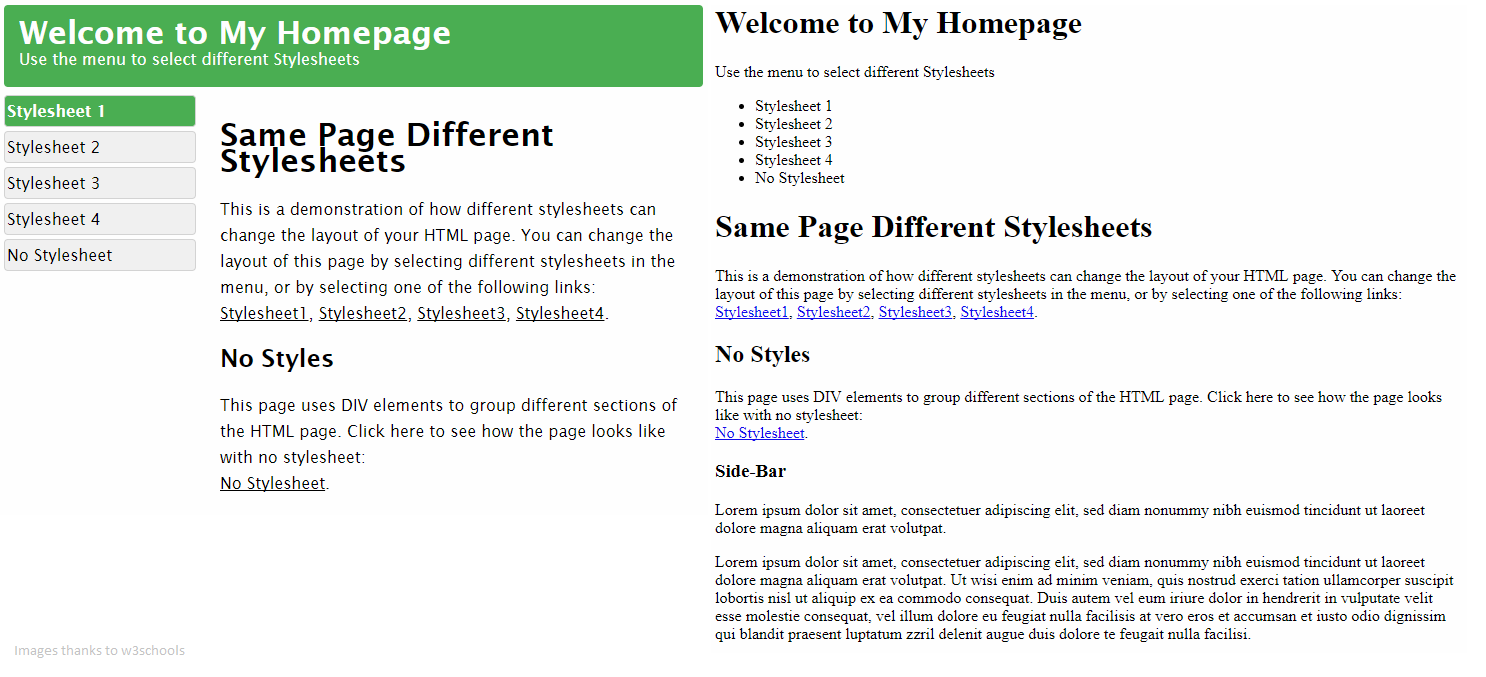 Welcome to My Homepage
Use the menu to select different Stylesheets
Stylesheet 1
Stylesheet 2
Stylesheet 3
Stylesheet 4
No Stylesheet
Same Page Different
Stylesheets
This is a demonstration of how different stylesheets can
change the layout of your HTML page. You can change the
layout of this page by selecting different stylesheets in the
menu, or by selecting one of the following links:
Stylesheet1, Stylesheet2, Stylesheet3, Stylesheet4.
No Styles
This page uses DIV elements to group different sections of
the HTML page. Click here to see how the page looks like
with no stylesheet:
No Stylesheet.
Images thanks to w3schools
Welcome to My Homepage
Use the menu to select different Stylesheets
Stylesheet 1
Stylesheet 2
Stylesheet 3
Stylesheet 4
No Stylesheet
Same Page Different Stylesheets
This is a demonstration of how different stylesheets can change the layout of your HTML page. You can change the
layout of this page by selecting different stylesheets in the menu, or by selecting one of the following links:
Stylesheet1, Stylesheet2, Stylesheet3, Stylesheet4.
No Styles
This page uses DIV elements to group different sections of the HTML page. Click here to see how the page looks
like with no stylesheet:
No Stylesheet.
Side-Bar
Lorem ipsum dolor sit amet, consectetuer adipiscing elit, sed diam nonummy nibh euismod tincidunt ut laoreet
dolore magna aliquam erat volutpat.
Lorem ipsum dolor sit amet, consectetuer adipiscing elit, sed diam nonummy nibh euismod tincidunt ut laoreet
dolore magna aliquam erat volutpat. Ut wisi enim ad minim veniam, quis nostrud exerci tation ullamcorper suscipit
lobortis nisl ut aliquip ex ea commodo consequat. Duis autem vel eum iriure dolor in hendrerit in vulputate velit
esse molestie consequat, vel illum dolore eu feugiat nulla facilisis at vero eros et accumsan et iusto odio dignissim
qui blandit praesent luptatum zzril delenit augue duis dolore te feugait nulla facilisi.